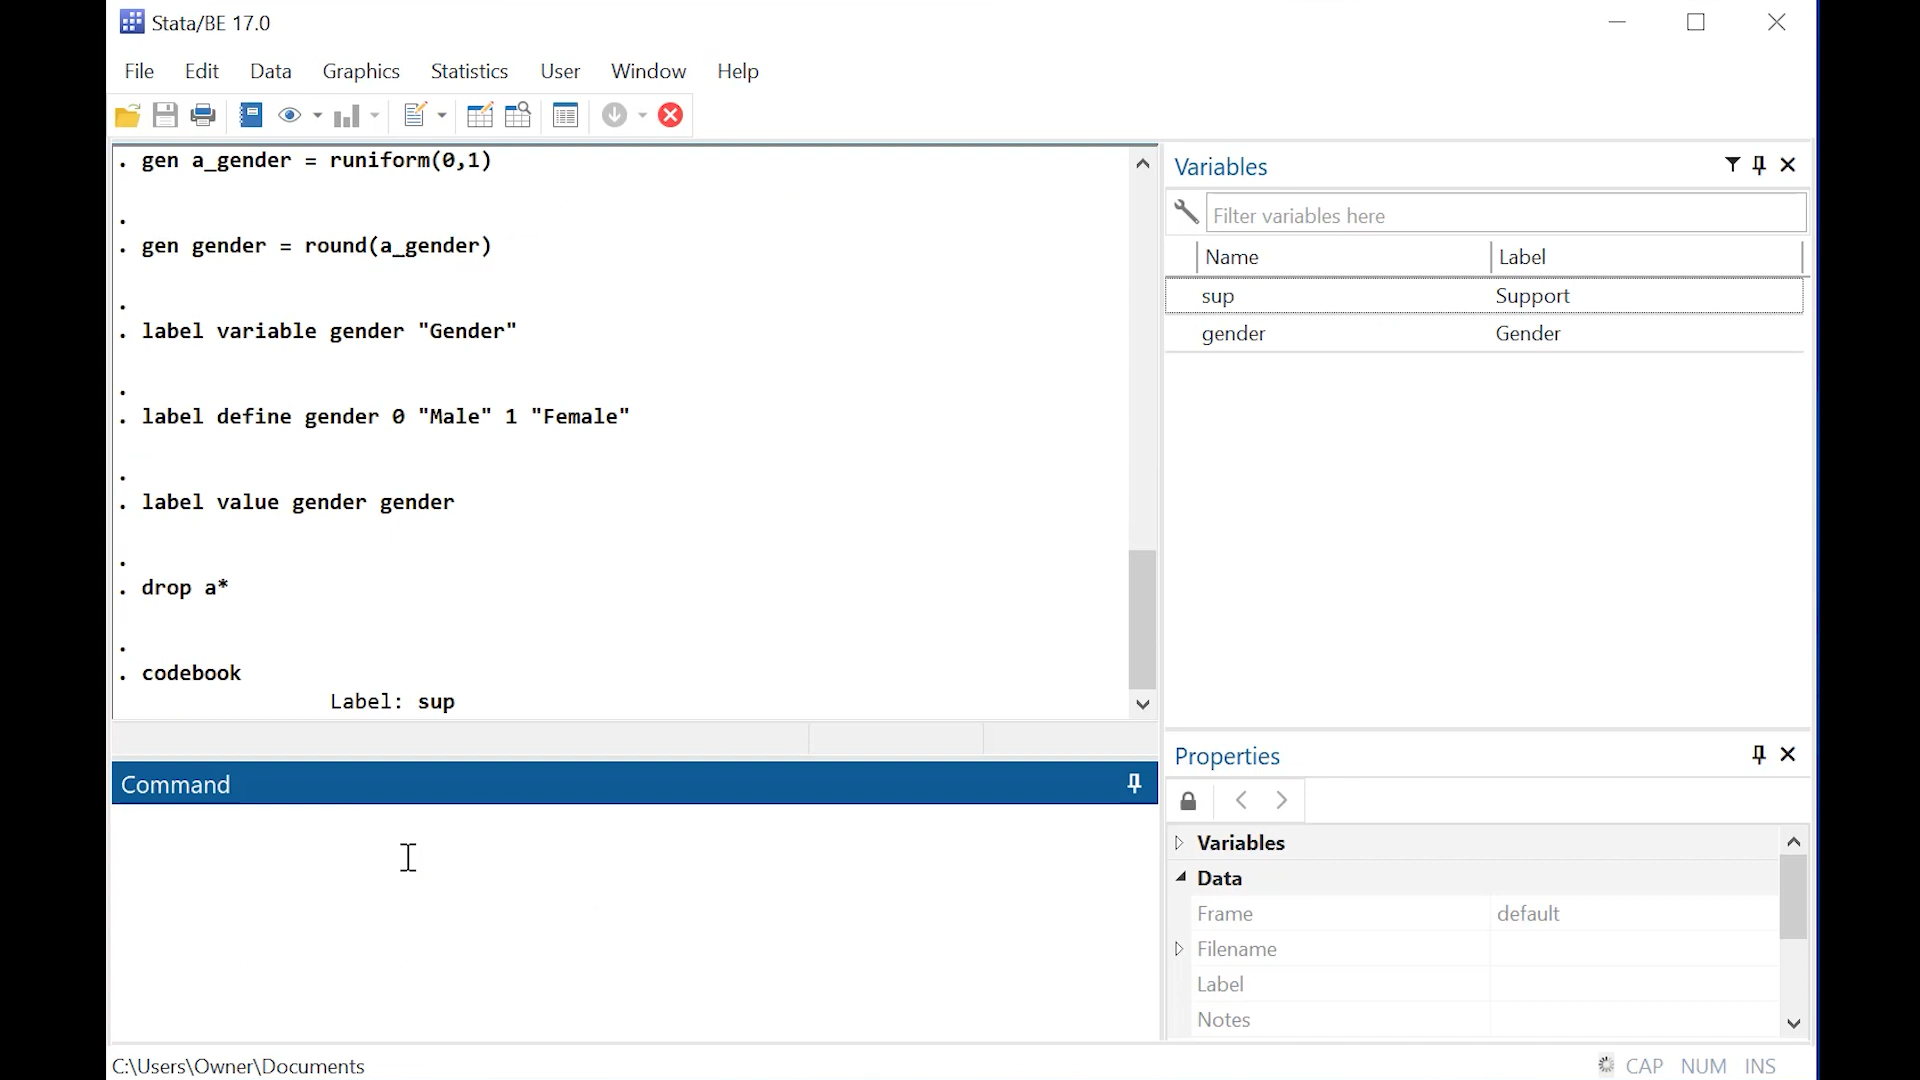 Stata/BE 17.0
File Edit Data Graphics Statistics User Window Help
. gen a_gender = runiform(0,1)
.
. gen gender = round(a_gender)
.
. label variable gender "Gender"
.
. label define gender 0 "Male" 1 "Female"
.
. label value gender gender
.
. drop a*
.
. codebook
Label: sup
Command
Variables
Filter variables here
Name Label
sup Support
gender Gender
Properties
Variables
Data
Frame default
Filename
Label
Notes
C:\Users\Owner\Documents
CAP NUM INS